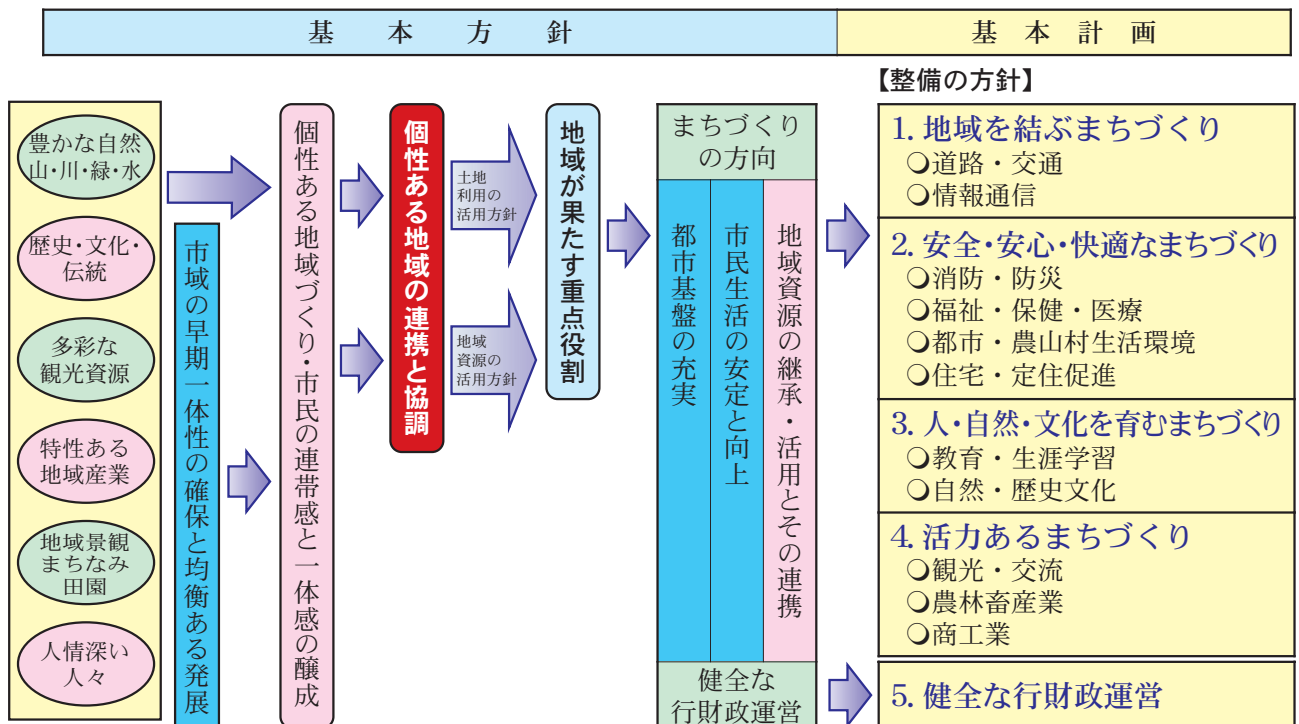 基本方針
基本計画
【整備の方針】
豊かな自然
山・川・緑・水
歴史・文化・
伝統
多彩な
観光資源
特性ある
地域産業
地域景観
まちなみ
田園
人情深い
人々
市域の早期一体性の確保と均衡ある発展
個性ある地域づくり・市民の連帯感と一体感の醸成
個性ある地域の連携と協調
土地
利用の
活用方針
地域
資源の
活用方針
地域が果たす重点役割
まちづくり
の方向
都市基盤の充実
市民生活の安定と向上
地域資源の継承・活用とその連携
健全な
行財政運営
1. 地域を結ぶまちづくり
○道路・交通
○情報通信
2. 安全・安心・快適なまちづくり
○消防・防災
○福祉・保健・医療
○都市・農山村生活環境
○住宅・定住促進
3. 人・自然・文化を育むまちづくり
○教育・生涯学習
○自然・歴史文化
4. 活力あるまちづくり
○観光・交流
○農林畜産業
○商工業
5. 健全な行財政運営